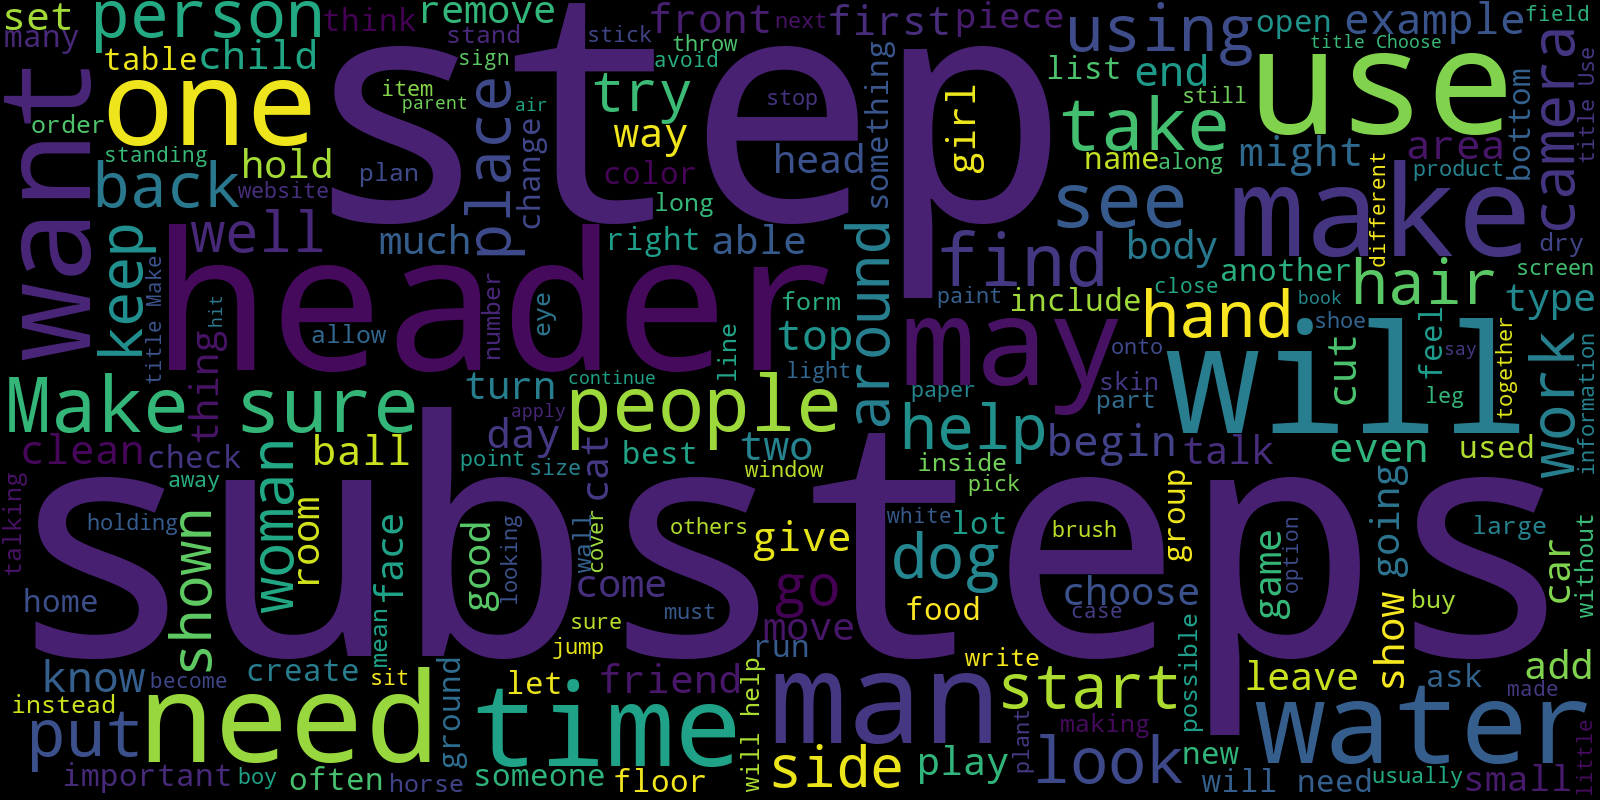 set
person
think
remove
front
first
piece
using
open
example
field
many
stand
stick
next
title Choose
table
child
sign
throw
avoid
list
end
camera
want
one
step
item
parent
air
try
stop
something
girl
take
still
use
bottom
title Use
order
place
change
way
head
name
along
might
area
standing
back
hold
website
plan
color
see
product
different
make
well
much
long
right
able
find
body
dry
keep
title Make
header
number
eye
form
around
paint
include
close
another
hair
screen
hit
allow
top
may
hand
book
type
thing
line
light
onto
shoe
will
cut
feel
say
together
work
information
Make sure
turn
continue
people
paper
skin
part
leg
clean
check
ball
apply
day
cat
best
two
help
begin
talk
even
used
talking
away
point
size
window
inside
pick
holding
shown
woman
room
face
substeps
good
looking
wall
cover
others
give
white
lot
brush
group
game
option
going
large
car
without
home
mean
come
must
go
dog
food
choose
case
show
buy
sure
move
jump
run
know
become
create
sit
ground
let
friend
will help
write
start
possible
leave
ask
add
made
instead
put
need
time
man
side
plant
look
making
new
water
important
boy
often
horse
someone
floor
play
will need
usually
small
little